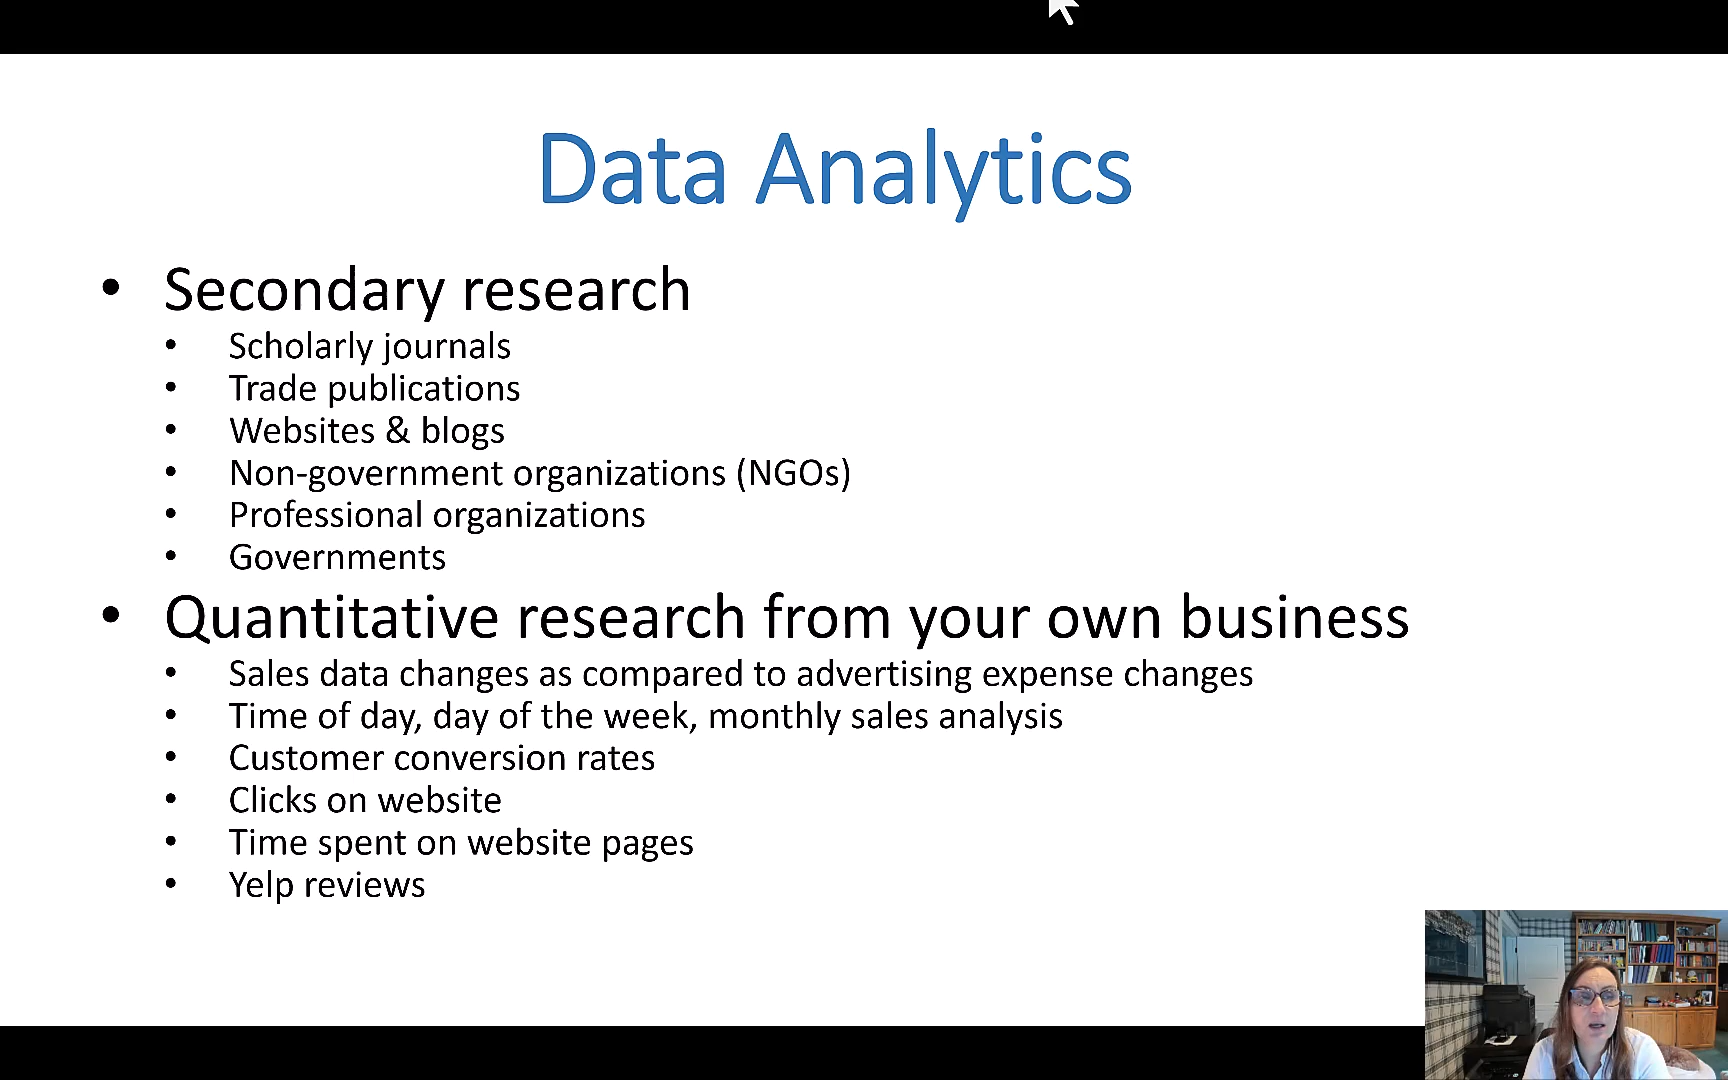 Data Analytics
• Secondary research
• Scholarly journals
• Trade publications
• Websites & blogs
• Non-government organizations (NGOs)
• Professional organizations
• Governments
• Quantitative research from your own business
• Sales data changes as compared to advertising expense changes
• Time of day, day of the week, monthly sales analysis
• Customer conversion rates
• Clicks on website
• Time spent on website pages
• Yelp reviews